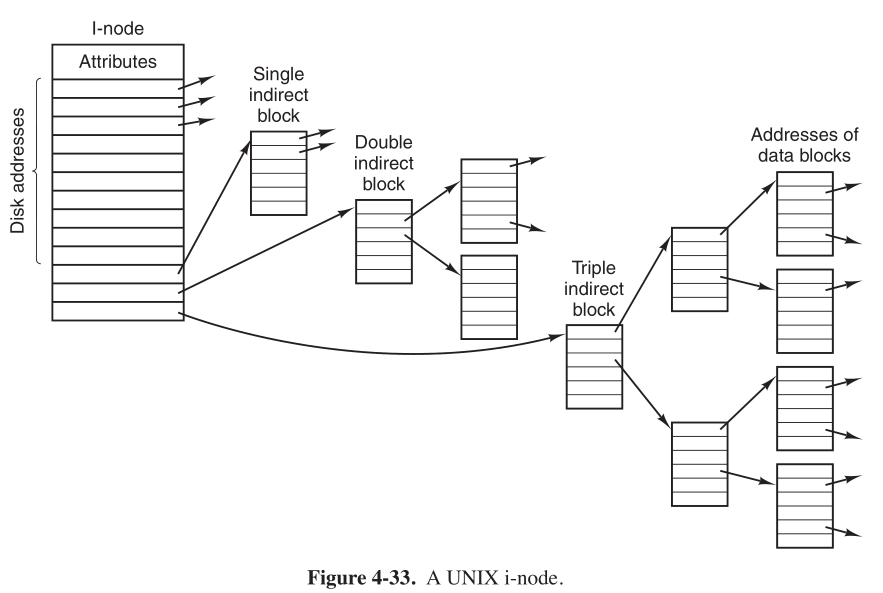 I-node
Attributes
Disk addresses
Single
indirect
block
Double
indirect
block
Triple
indirect
block
Addresses of
data blocks
Figure 4-33. A UNIX i-node.